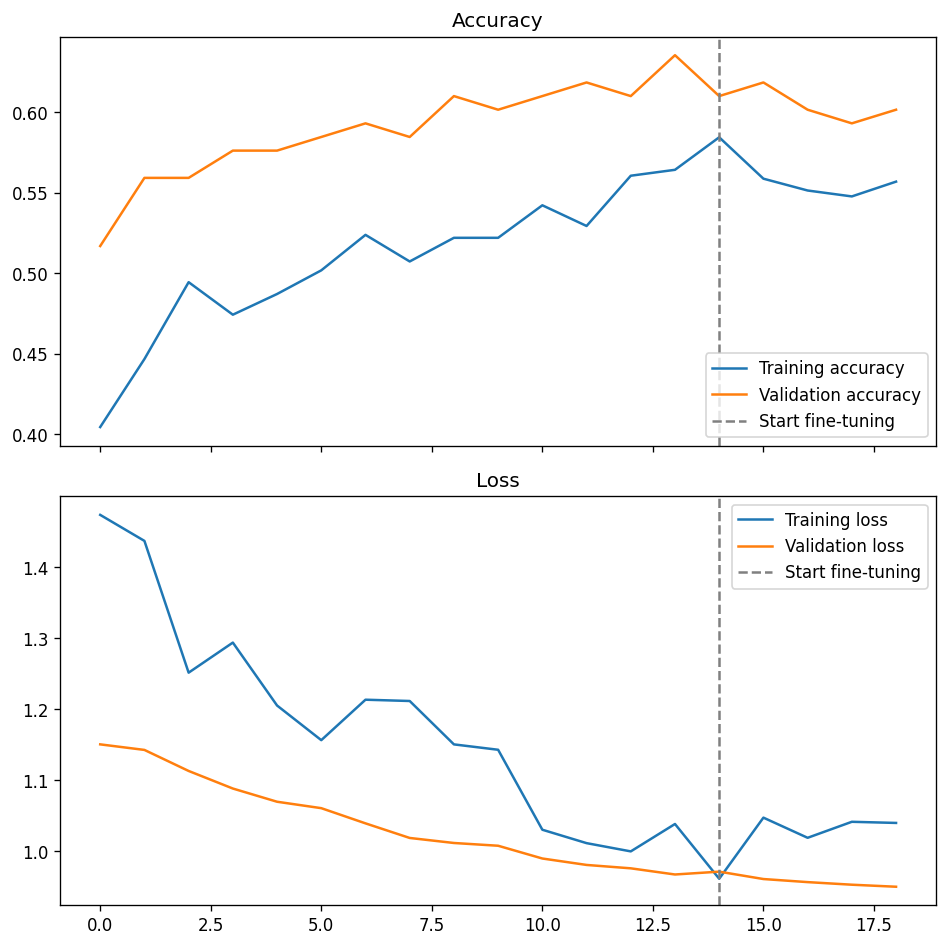 Accuracy
0.60
0.55
0.50
0.45
0.40
Training accuracy
Validation accuracy
Start fine-tuning
Loss
1.4
1.3
1.2
1.1
1.0
Training loss
Validation loss
Start fine-tuning
0.0 2.5 5.0 7.5 10.0 12.5 15.0 17.5